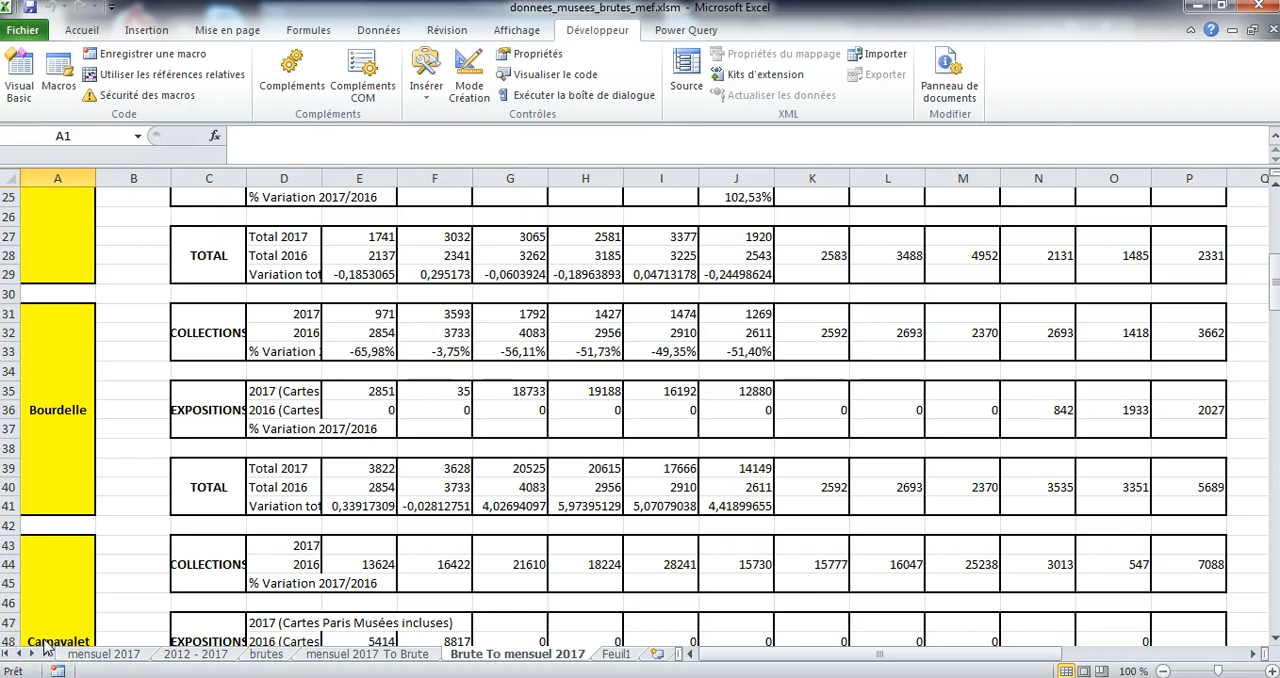 donnees_musees_brutes_mef.xlsm - Microsoft Excel
Fichier Accueil Insertion Mise en page Formules Données Révision Affichage Développeur Power Query
Visual Basic
Macros
Enregistrer une macro
Utiliser les références relatives
Sécurité des macros
Code
Compléments
Compléments COM
Compléments
Insérer
Mode Création
Propriétés
Visualiser le code
Exécuter la boîte de dialogue
Contrôles
Source
Propriétés du mappage
Kits d'extension
Actualiser les données
Importer
Exporter
XML
Panneau de documents
Modifier
A1 fx
A B C D E F G H I J K L M N O P Q
25 % Variation 2017/2016 102,53%
26
27 Total 2017 1741 3032 3065 2581 3377 1920
28 TOTAL Total 2016 2137 2341 3262 3185 3225 2543 2583 3488 4952 2131 1485 2331
29 Variation tot -0,1853065 0,295173 -0,0603924 -0,18963893 0,04713178 -0,24498624
30
31 2017 971 3593 1792 1427 1474 1269
32 COLLECTIONS 2016 2854 3733 4083 2956 2910 2611 2592 2693 2370 2693 1418 3662
33 % Variation 2 -65,98% -3,75% -56,11% -51,73% -49,35% -51,40%
34
35 2017 (Cartes 2851 35 18733 19188 16192 12880
36 Bourdelle EXPOSITIONS 2016 (Cartes 0 0 0 0 0 0 0 0 0 842 1933 2027
37 % Variation 2017/2016
38
39 Total 2017 3822 3628 20525 20615 17666 14149
40 TOTAL Total 2016 2854 3733 4083 2956 2910 2611 2592 2693 2370 3535 3351 5689
41 Variation tot 0,33917309 -0,02812751 4,02694097 5,97395129 5,07079038 4,41899655
42
43 2017
44 COLLECTIONS 2016 13624 16422 21610 18224 28241 15730 15777 16047 25238 3013 547 7088
45 % Variation 2017/2016
46
47 2017 (Cartes Paris Musées incluses)
48 Carnavalet EXPOSITIONS 2016 (Cartes 5414 8817 0 0 0 0 0 0 0 0 0 0
mensuel 2017 2012 - 2017 brutes mensuel 2017 To Brute Brute To mensuel 2017 Feuil1
Prêt 100 %